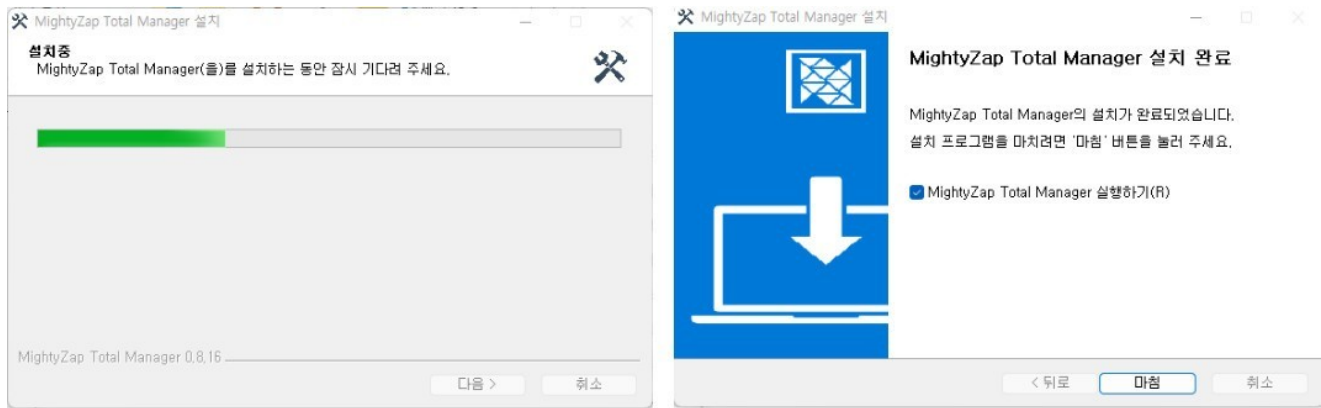 MightyZap Total Manager 설치
설치중
MightyZap Total Manager(을)를 설치하는 동안 잠시 기다려 주세요.
MightyZap Total Manager 0.8.16
다음 >
취소
MightyZap Total Manager 설치
MightyZap Total Manager 설치 완료
MightyZap Total Manager의 설치가 완료되었습니다.
설치 프로그램을 마치려면 '마침' 버튼을 눌러 주세요.
MightyZap Total Manager 실행하기(R)
< 뒤로
마침
취소